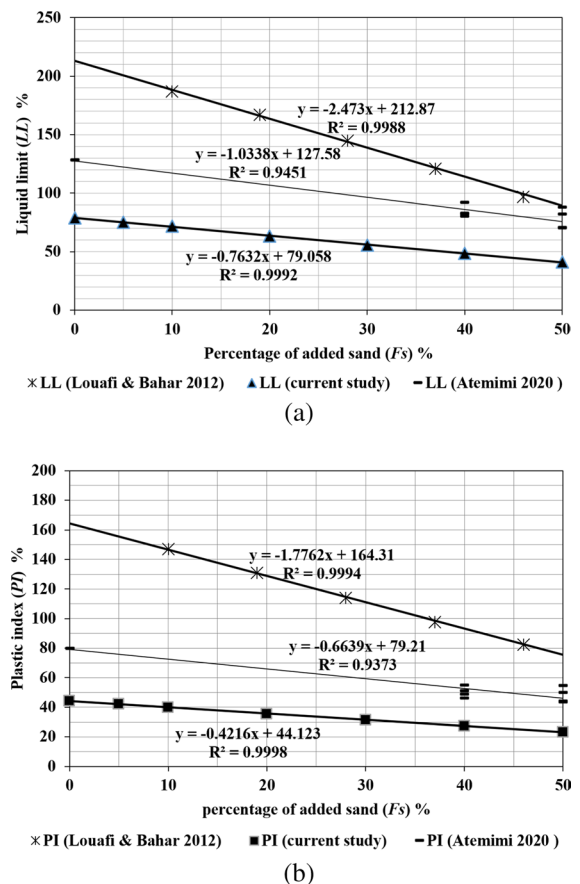 Liquid limit (LL) %
250
200
150
100
50
0
y = -2.473x + 212.87
R² = 0.9988
y = -1.0338x + 127.58
R² = 0.9451
y = -0.7632x + 79.058
R² = 0.9992
0 10 20 30 40 50
Percentage of added sand (Fs) %
LL (Louafi & Bahar 2012) LL (current study) LL (Atemimi 2020 )
(a)
Plastic index (PI) %
200
180
160
140
120
100
80
60
40
20
0
y = -1.7762x + 164.31
R² = 0.9994
y = -0.6639x + 79.21
R² = 0.9373
y = -0.4216x + 44.123
R² = 0.9998
0 10 20 30 40 50
percentage of added sand (Fs) %
PI (Louafi & Bahar 2012) PI (current study) PI (Atemimi 2020)
(b)